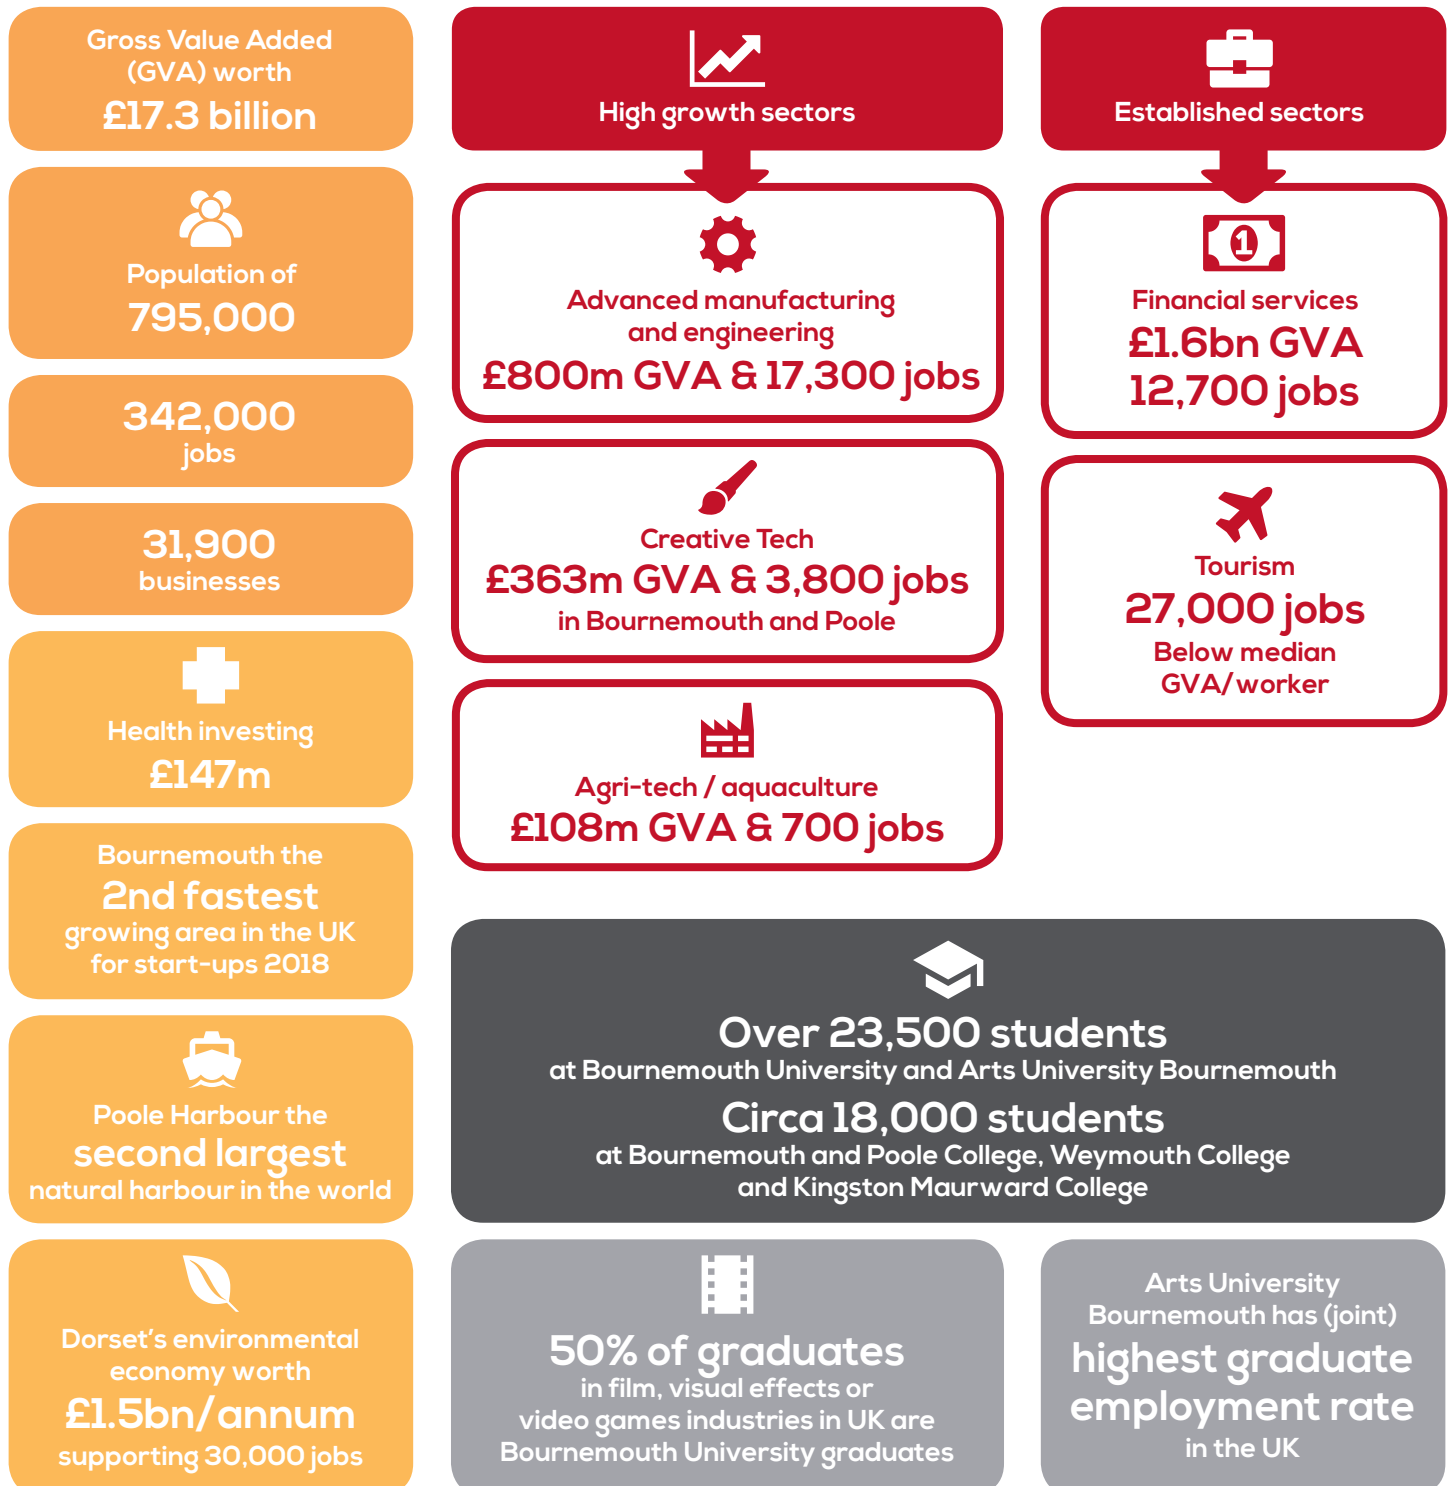 Gross Value Added
(GVA) worth
£17.3 billion
Population of
795,000
342,000
jobs
31,900
businesses
Health investing
£147m
Bournemouth the
2nd fastest
growing area in the UK
for start-ups 2018
Poole Harbour the
second largest
natural harbour in the world
Dorset's environmental
economy worth
£1.5bn/annum
supporting 30,000 jobs
High growth sectors
Advanced manufacturing
and engineering
£800m GVA & 17,300 jobs
Creative Tech
£363m GVA & 3,800 jobs
in Bournemouth and Poole
Agri-tech / aquaculture
£108m GVA & 700 jobs
Established sectors
1
Financial services
£1.6bn GVA
12,700 jobs
Tourism
27,000 jobs
Below median
GVA/worker
Over 23,500 students
at Bournemouth University and Arts University Bournemouth
Circa 18,000 students
at Bournemouth and Poole College, Weymouth College
and Kingston Maurward College
50% of graduates
in film, visual effects or
video games industries in UK are
Bournemouth University graduates
Arts University
Bournemouth has (joint)
highest graduate
employment rate
in the UK